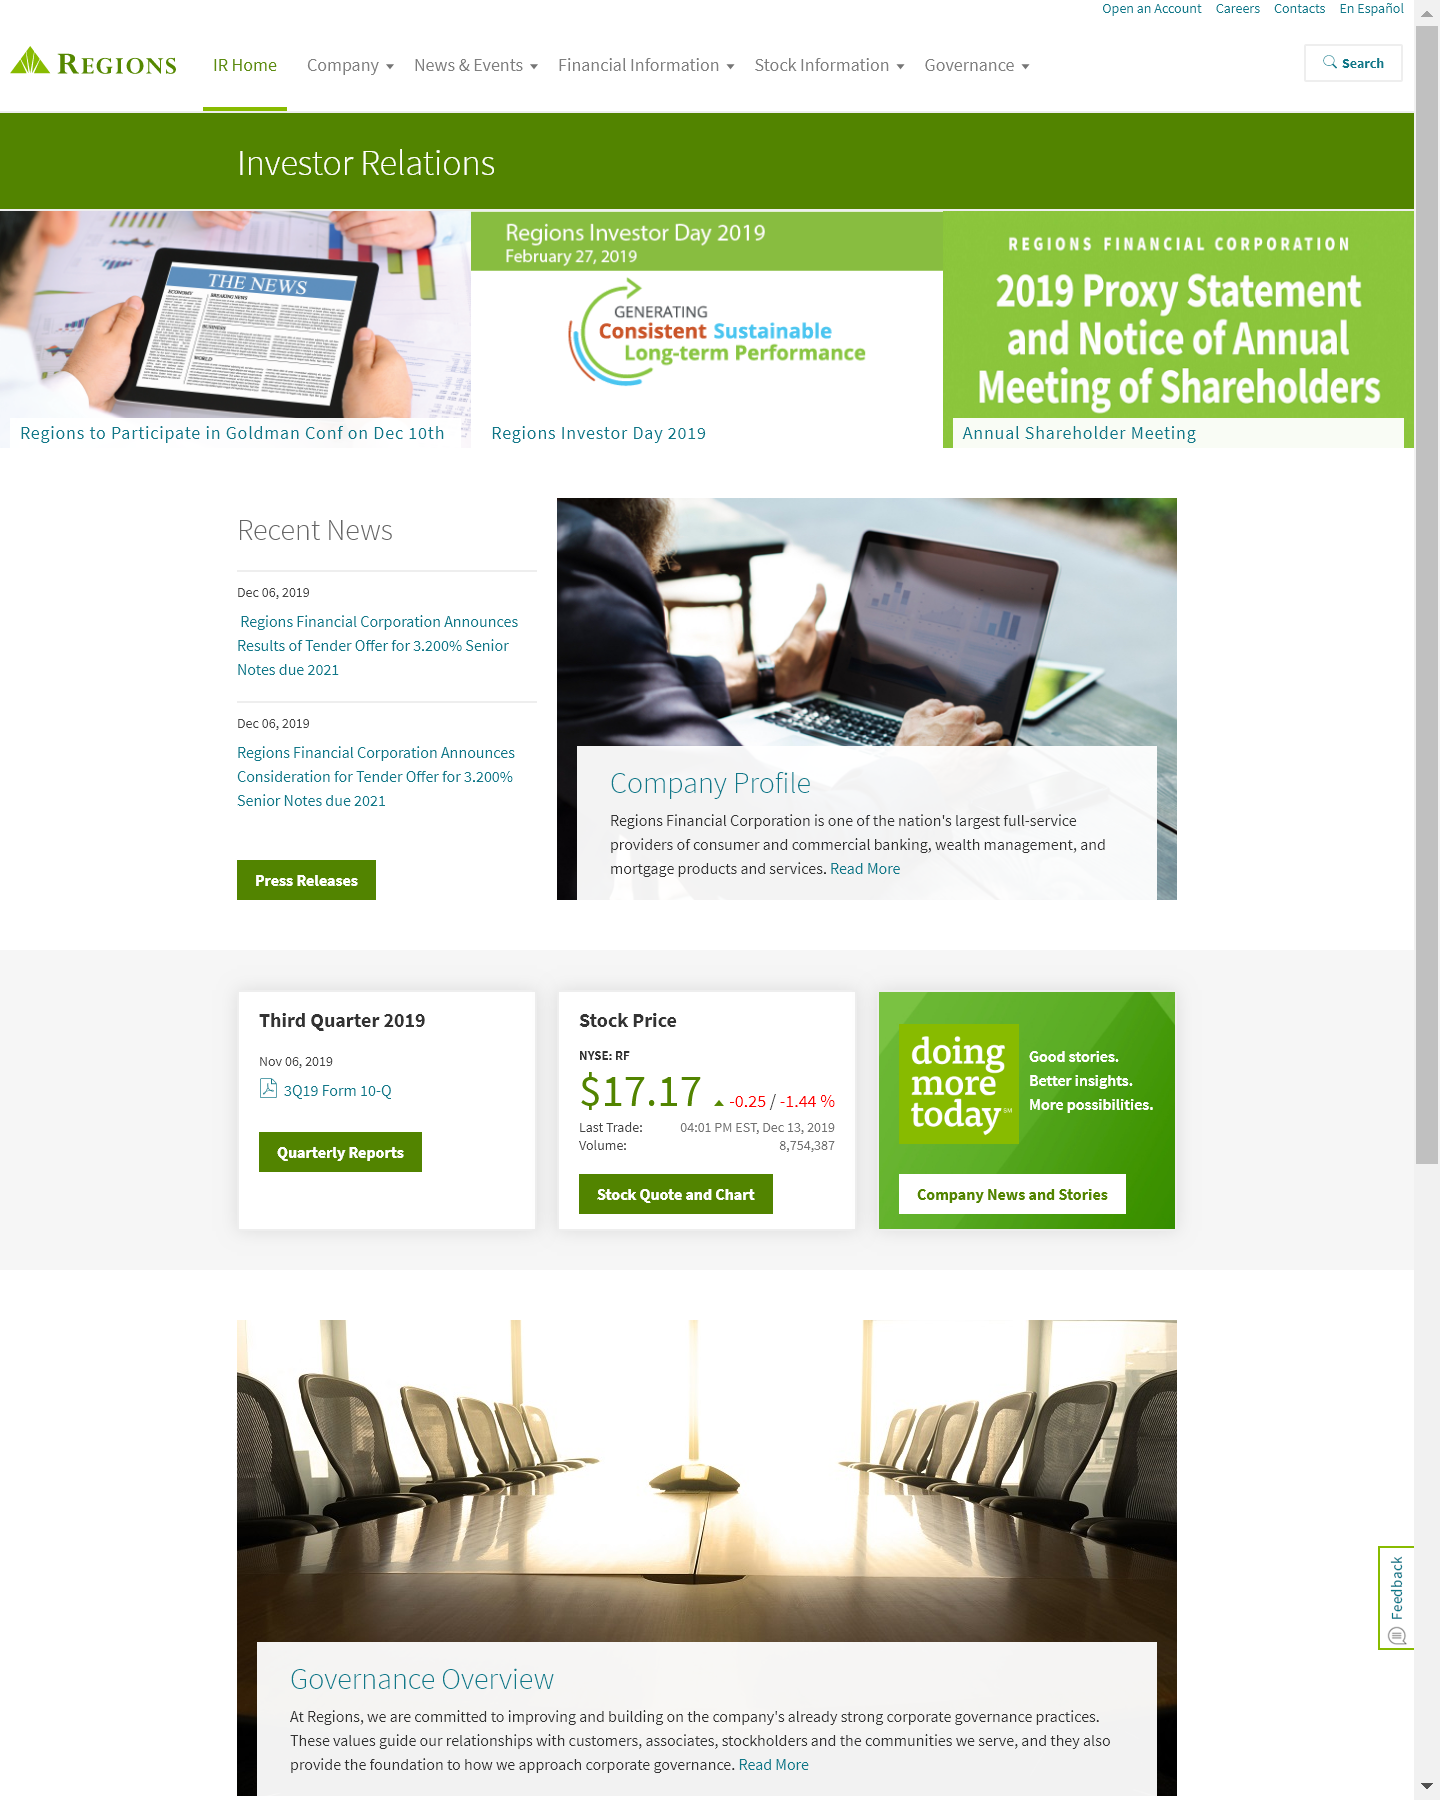 Open an Account Careers Contacts En Español
REGIONS IR Home Company News & Events Financial Information Stock Information Governance Search
Investor Relations
THE NEWS
ECONOMY
BREAKING NEWS
BUSINESS
WORLD
Regions to Participate in Goldman Conf on Dec 10th
Regions Investor Day 2019
February 27, 2019
GENERATING
Consistent Sustainable
Long-term Performance
Regions Investor Day 2019
REGIONS FINANCIAL CORPORATION
2019 Proxy Statement
and Notice of Annual
Meeting of Shareholders
Annual Shareholder Meeting
Recent News
Dec 06, 2019
Regions Financial Corporation Announces
Results of Tender Offer for 3.200% Senior
Notes due 2021
Dec 06, 2019
Regions Financial Corporation Announces
Consideration for Tender Offer for 3.200%
Senior Notes due 2021
Press Releases
Company Profile
Regions Financial Corporation is one of the nation's largest full-service
providers of consumer and commercial banking, wealth management, and
mortgage products and services. Read More
Third Quarter 2019
Nov 06, 2019
3Q19 Form 10-Q
Quarterly Reports
Stock Price
NYSE: RF
$17.17 -0.25 / -1.44 %
Last Trade: 04:01 PM EST, Dec 13, 2019
Volume: 8,754,387
Stock Quote and Chart
doing
more
today SM
Good stories.
Better insights.
More possibilities.
Company News and Stories
Feedback
Governance Overview
At Regions, we are committed to improving and building on the company's already strong corporate governance practices.
These values guide our relationships with customers, associates, stockholders and the communities we serve, and they also
provide the foundation to how we approach corporate governance. Read More